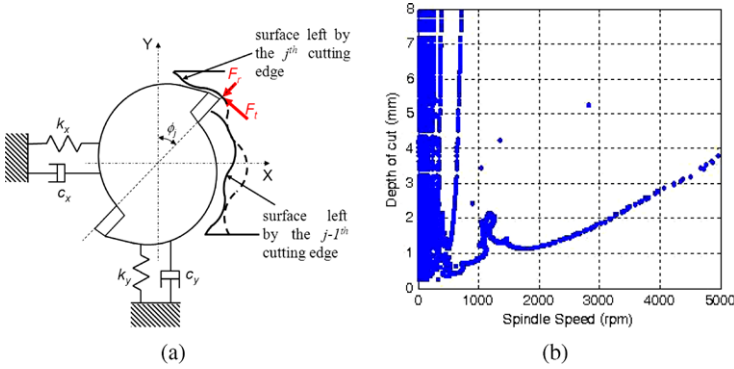 surface left by
the jth cutting
edge
Y
Fr
Ft
ϕj
kx
cx
X
surface left
by the j-1th
cutting edge
ky
cy
(a)
8
7
6
5
4
3
2
1
0
Depth of cut (mm)
0 1000 2000 3000 4000 5000
Spindle Speed (rpm)
(b)